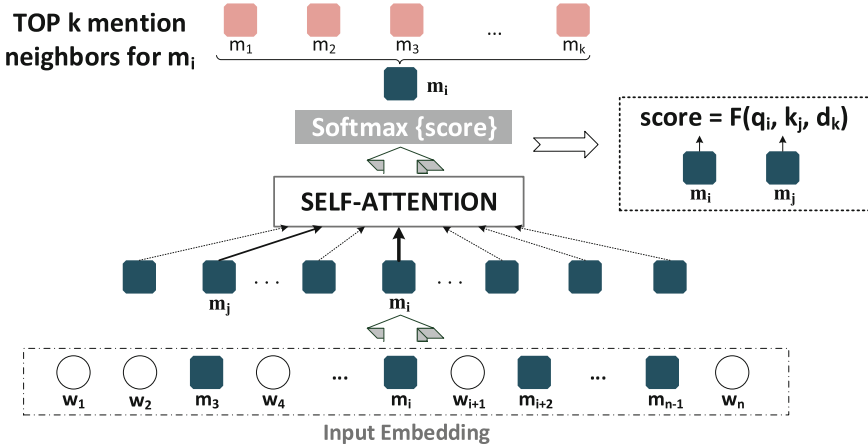 TOP k mention
neighbors for mᵢ
m₁ m₂ m₃ ... mₖ
mᵢ
Softmax {score}
score = F(qᵢ, kⱼ, dₖ)
mᵢ mⱼ
SELF-ATTENTION
mⱼ ... mᵢ ...
w₁ w₂ m₃ w₄ ... mᵢ wᵢ₊₁ mᵢ₊₂ ... mₙ₋₁ wₙ
Input Embedding